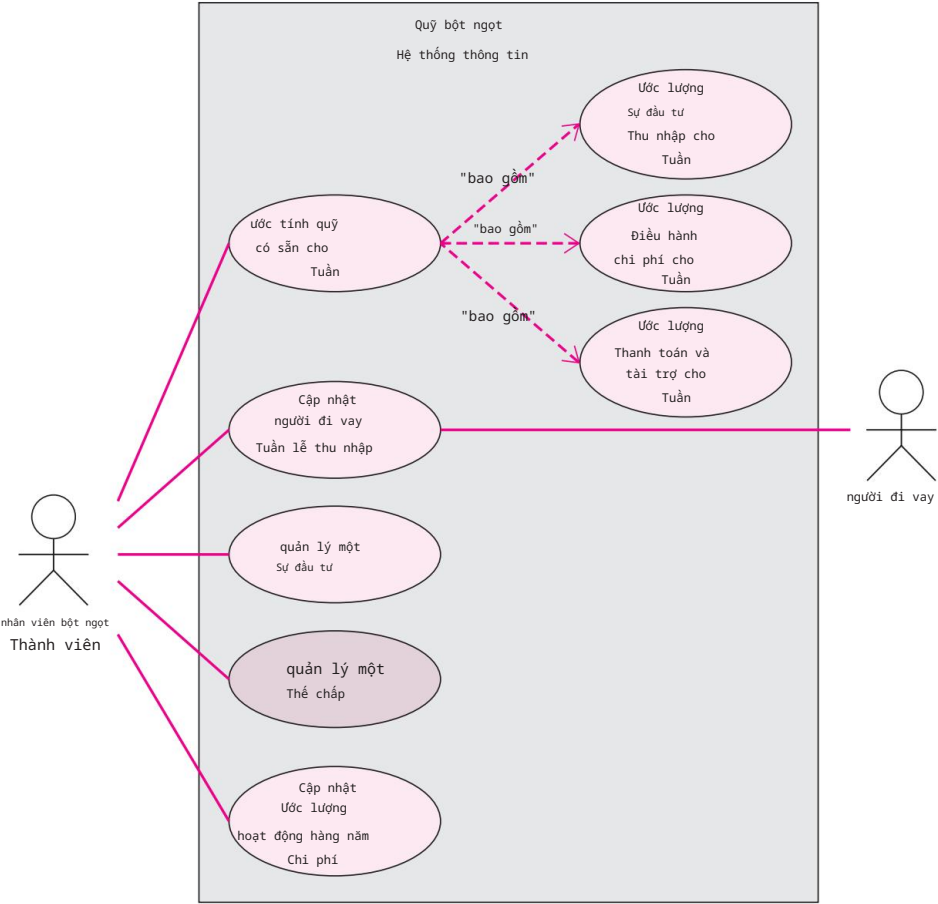 Quỹ bột ngọt
Hệ thống thông tin
Ước lượng
Sự đầu tư
Thu nhập cho
Tuần
"bao gồm"
ước tính quỹ
có sẵn cho
Tuần
"bao gồm"
Ước lượng
Điều hành
chi phí cho
Tuần
"bao gồm"
Ước lượng
Thanh toán và
tài trợ cho
Tuần
Cập nhật
người đi vay
Tuần lễ thu nhập
người đi vay
quản lý một
Sự đầu tư
nhân viên bột ngọt
Thành viên
quản lý một
Thế chấp
Cập nhật
Ước lượng
hoạt động hàng năm
Chi phí